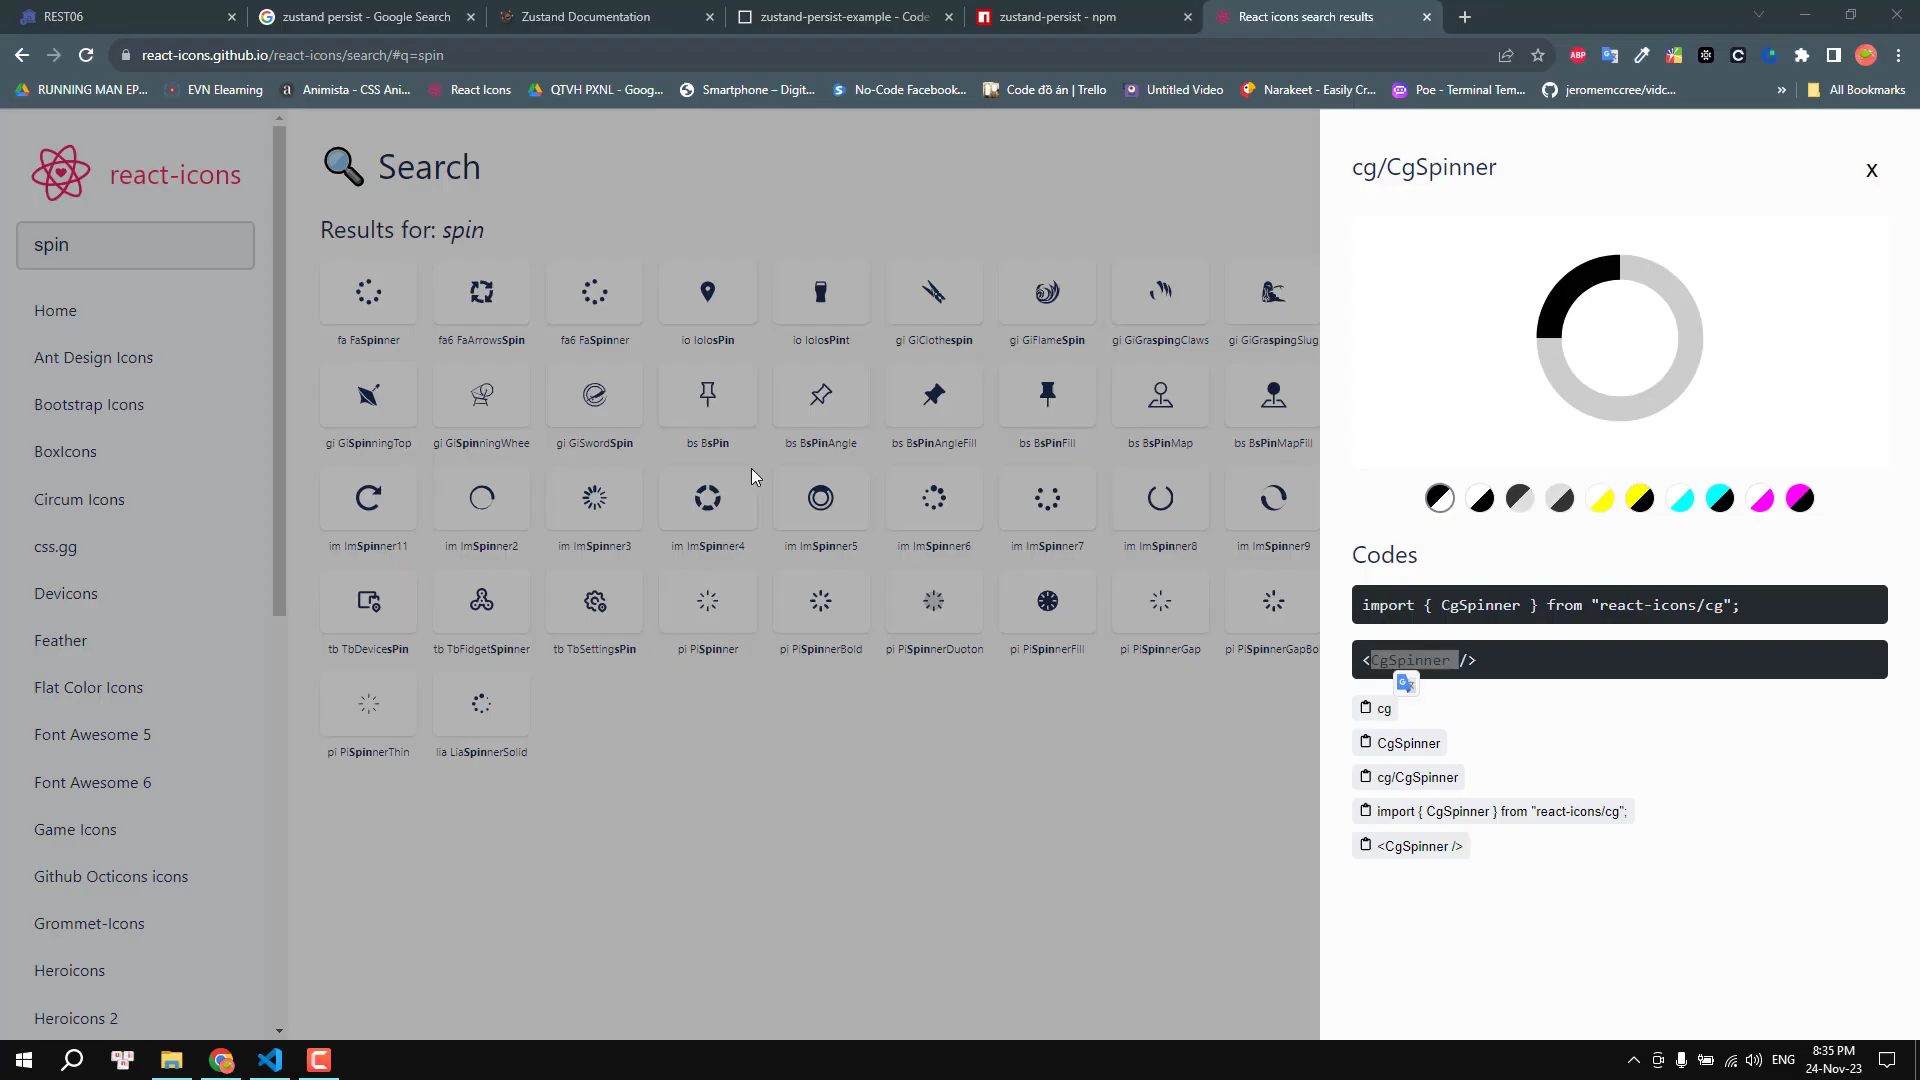 REST06
zustand persist - Google Search
Zustand Documentation
zustand-persist-example - Code
zustand-persist - npm
React icons search results
react-icons.github.io/react-icons/search/#q=spin
RUNNING MAN EP...
EVN Elearning
Animista - CSS Ani...
React Icons
QTVH PXNL - Goog...
Smartphone – Digit...
No-Code Facebook...
Code đồ án | Trello
Untitled Video
Narakeet - Easily Cr...
Poe - Terminal Tem...
jeromemccree/vidc...
»
All Bookmarks
react-icons
spin
Home
Ant Design Icons
Bootstrap Icons
BoxIcons
Circum Icons
css.gg
Devicons
Feather
Flat Color Icons
Font Awesome 5
Font Awesome 6
Game Icons
Github Octicons icons
Grommet-Icons
Heroicons
Heroicons 2
Search
Results for: spin
fa FaSpinner
fa6 FaArrowsSpin
fa6 FaSpinner
io IoIosPin
io IoIosPint
gi GiClothespin
gi GiFlameSpin
gi GiGraspingClaws
gi GiGraspingSlug
gi GiSpinningTop
gi GiSpinningWhee
gi GiSwordSpin
bs BsPin
bs BsPinAngle
bs BsPinAngleFill
bs BsPinFill
bs BsPinMap
bs BsPinMapFill
im ImSpinner11
im ImSpinner2
im ImSpinner3
im ImSpinner4
im ImSpinner5
im ImSpinner6
im ImSpinner7
im ImSpinner8
im ImSpinner9
tb TbDevicesPin
tb TbFidgetSpinner
tb TbSettingsPin
pi PiSpinner
pi PiSpinnerBold
pi PiSpinnerDuoton
pi PiSpinnerFill
pi PiSpinnerGap
pi PiSpinnerGapBo
pi PiSpinnerThin
lia LiaSpinnerSolid
cg/CgSpinner
X
Codes
import { CgSpinner } from "react-icons/cg";
<CgSpinner />
cg
CgSpinner
cg/CgSpinner
import { CgSpinner } from "react-icons/cg";
<CgSpinner />
ENG
8:35 PM
24-Nov-23